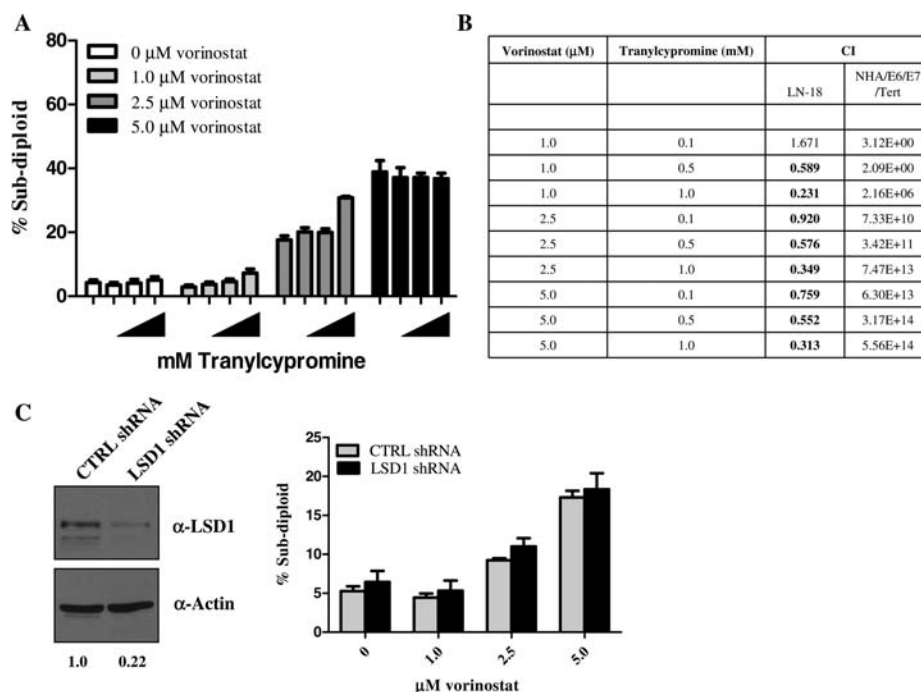 A
% Sub-diploid
80
60
40
20
0
0 µM vorinostat
1.0 µM vorinostat
2.5 µM vorinostat
5.0 µM vorinostat
mM Tranylcypromine
B
Vorinostat (µM) Tranylcypromine (mM) CI
LN-18 NHA/E6/E7
/Tert
1.0 0.1 1.671 3.12E+00
1.0 0.5 0.589 2.09E+00
1.0 1.0 0.231 2.16E+06
2.5 0.1 0.920 7.33E+10
2.5 0.5 0.576 3.42E+11
2.5 1.0 0.349 7.47E+13
5.0 0.1 0.759 6.30E+13
5.0 0.5 0.552 3.17E+14
5.0 1.0 0.313 5.56E+14
C
CTRL shRNA
LSD1 shRNA
α-LSD1
α-Actin
1.0 0.22
% Sub-diploid
25
20
15
10
5
0
CTRL shRNA
LSD1 shRNA
0 1.0 2.5 5.0
µM vorinostat